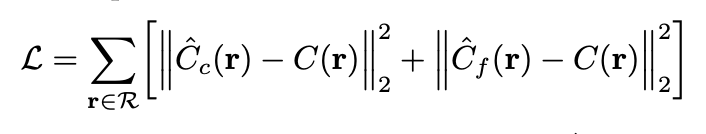 $\mathcal{L} = \sum_{\mathbf{r} \in \mathcal{R}} \left[ \left\| \hat{C}_c(\mathbf{r}) - C(\mathbf{r}) \right\|_2^2 + \left\| \hat{C}_f(\mathbf{r}) - C(\mathbf{r}) \right\|_2^2 \right]$